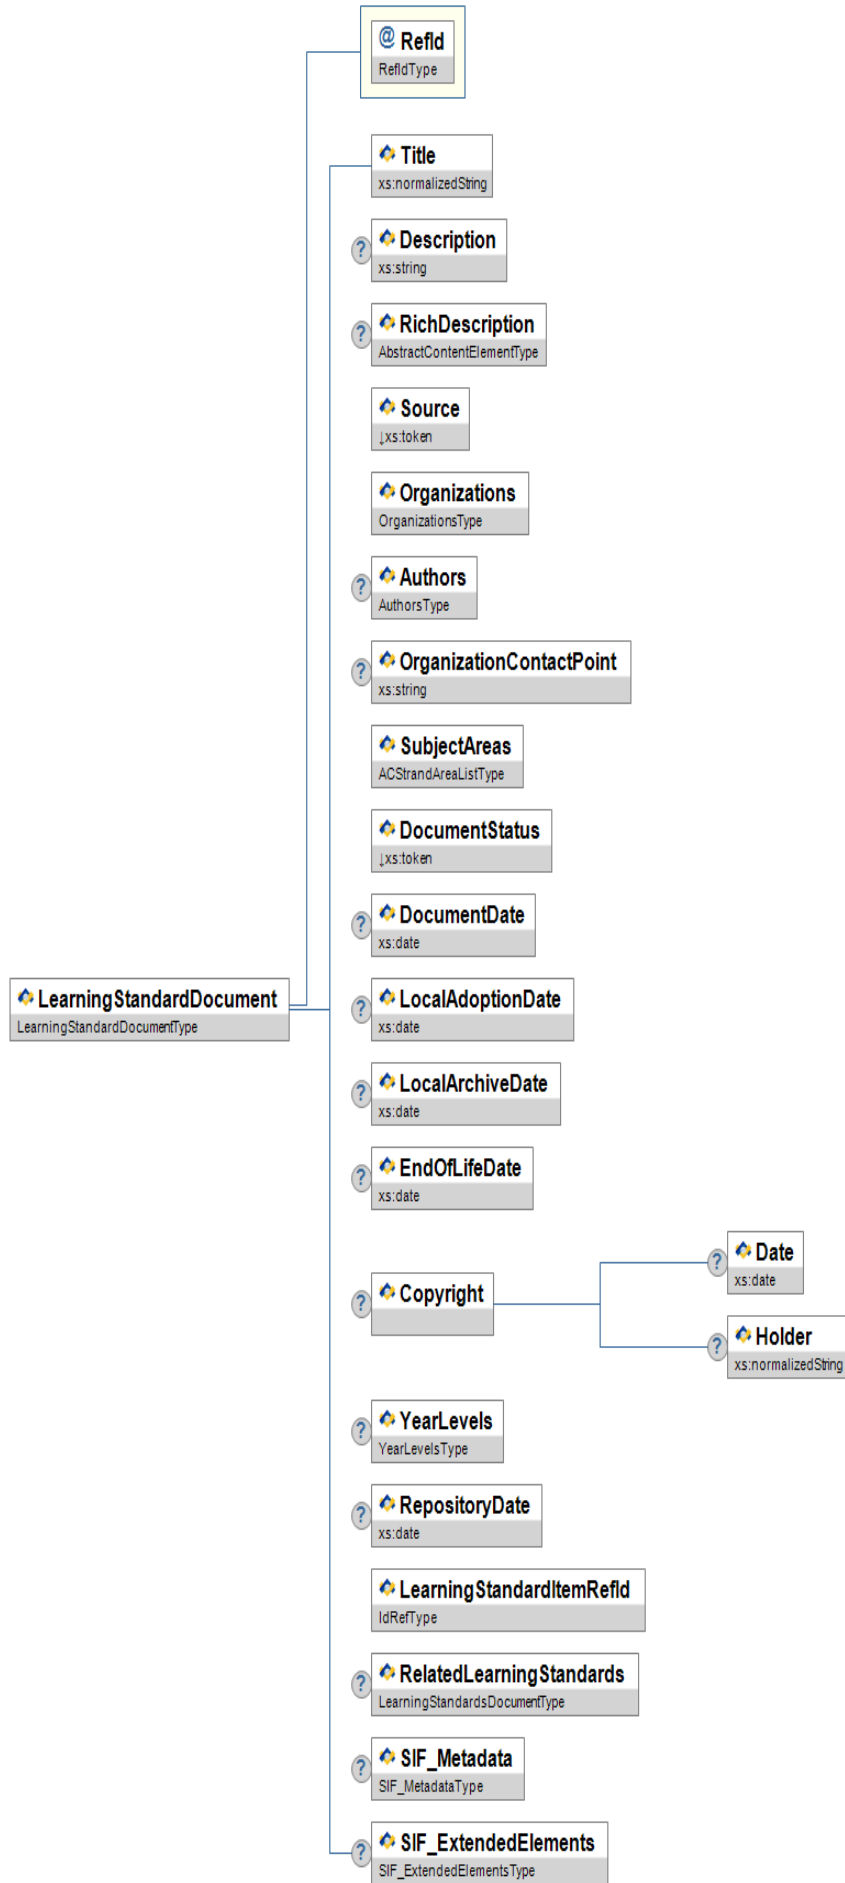 @ RefId
RefIdType
Title
xs:normalizedString
? Description
xs:string
? RichDescription
AbstractContentElementType
Source
↓xs:token
Organizations
OrganizationsType
? Authors
AuthorsType
? OrganizationContactPoint
xs:string
SubjectAreas
ACStrandAreaListType
DocumentStatus
↓xs:token
? DocumentDate
xs:date
LearningStandardDocument
LearningStandardDocumentType
? LocalAdoptionDate
xs:date
? LocalArchiveDate
xs:date
? EndOfLifeDate
xs:date
? Copyright
? Date
xs:date
? Holder
xs:normalizedString
? YearLevels
YearLevelsType
? RepositoryDate
xs:date
LearningStandardItemRefId
IdRefType
? RelatedLearningStandards
LearningStandardsDocumentType
? SIF_Metadata
SIF_MetadataType
? SIF_ExtendedElements
SIF_ExtendedElementsType